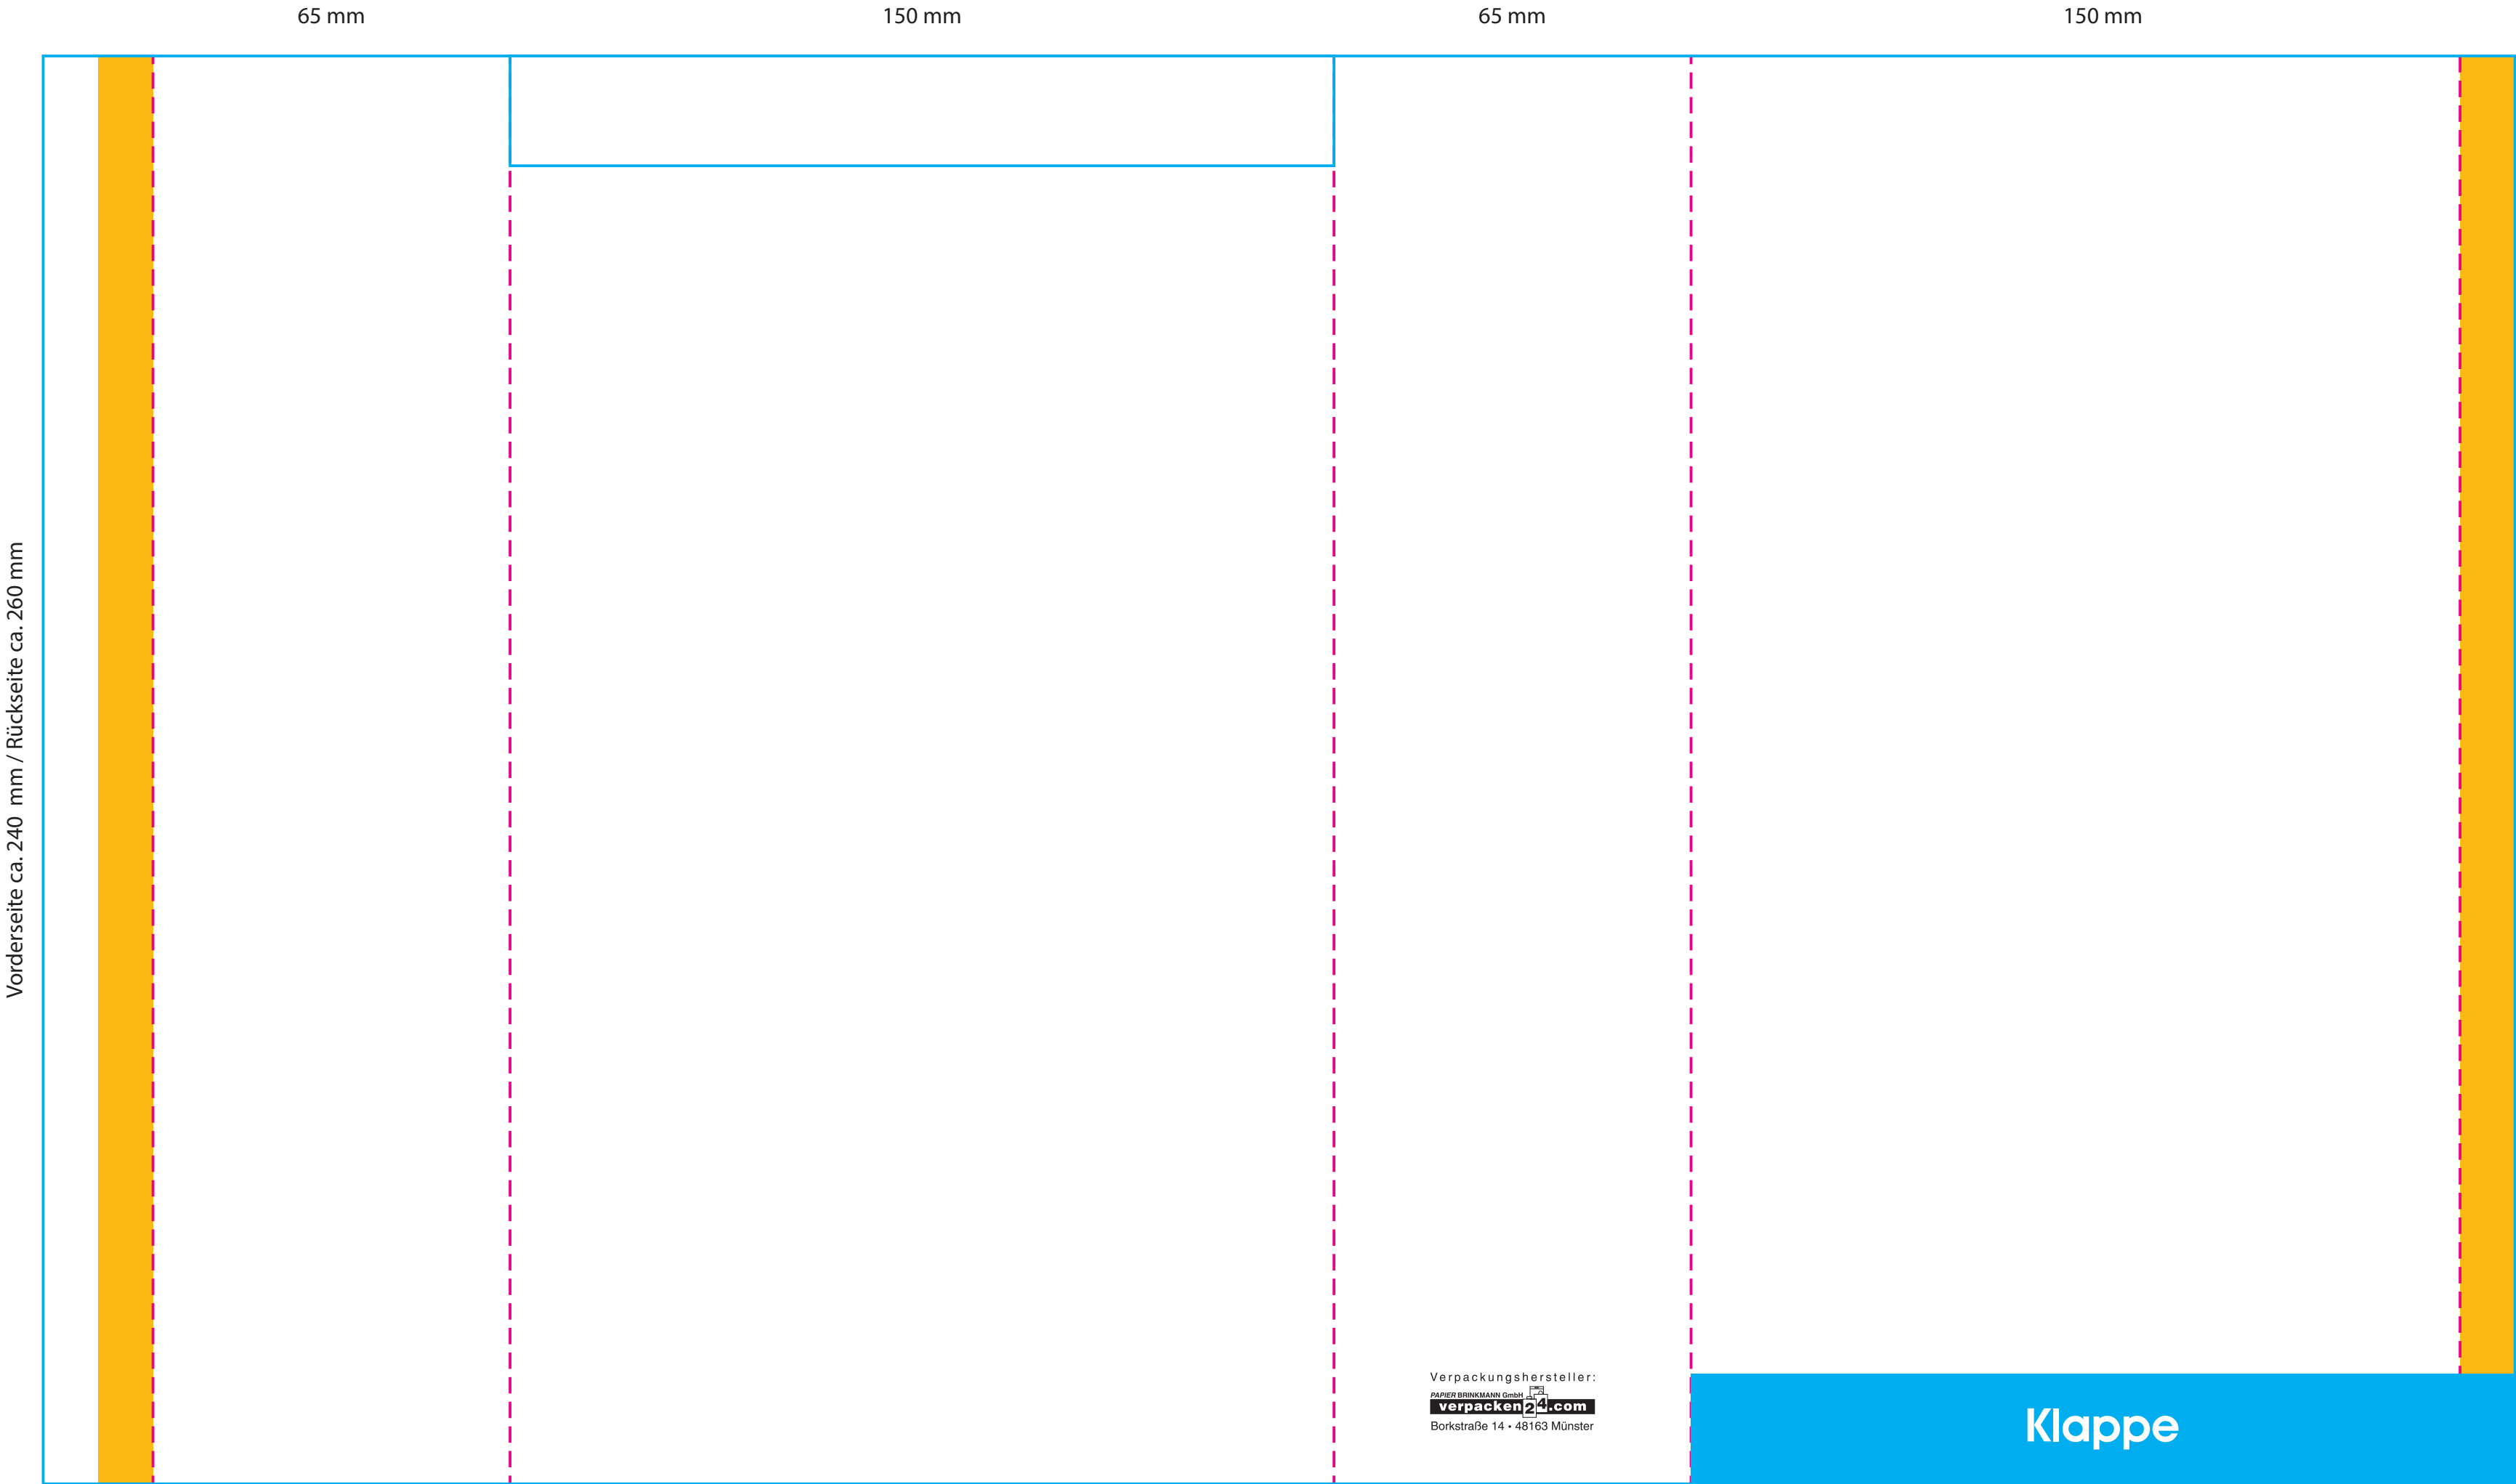 65 mm
150 mm
65 mm
150 mm
Vorderseite ca. 240 mm / Rückseite ca. 260 mm
Verpackungshersteller:
PAPIER BRINKMANN GmbH
verpacken24.com
Borkstraße 14 • 48163 Münster
Klappe